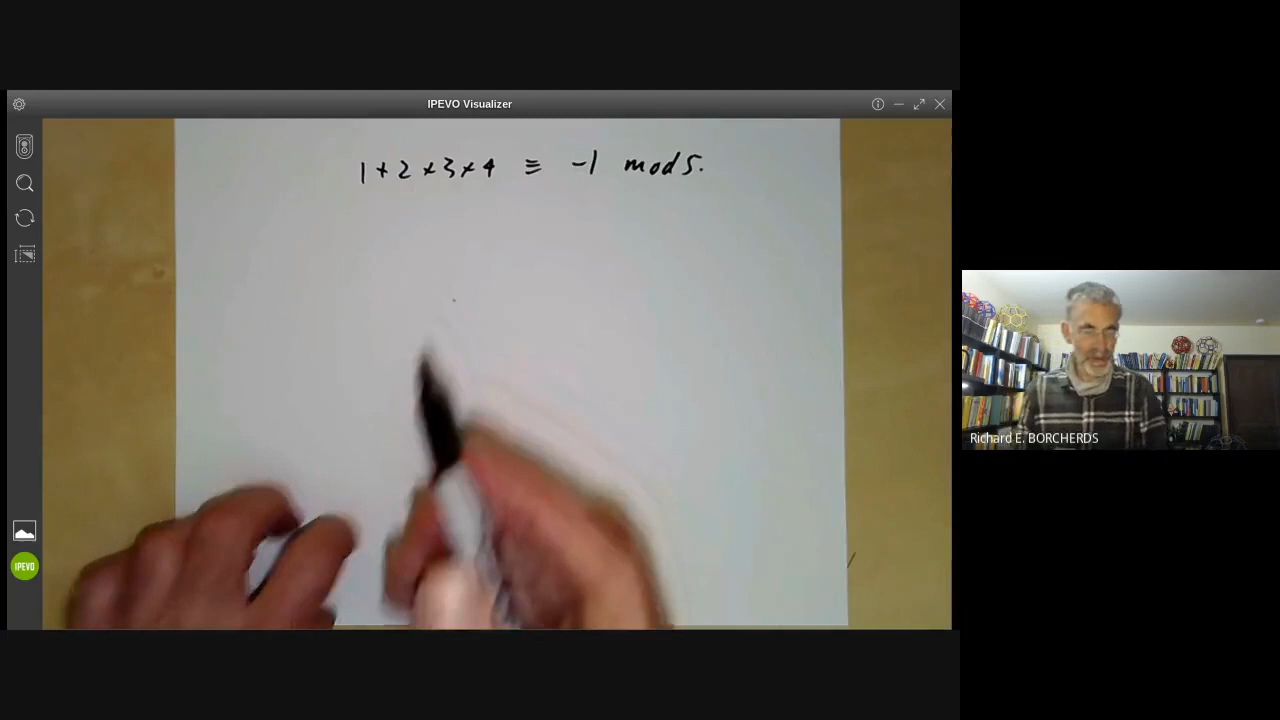 IPEVO Visualizer
1 × 2 × 3 × 4 ≡ -1 mod 5.
Richard E. BORCHERDS
IPEVO